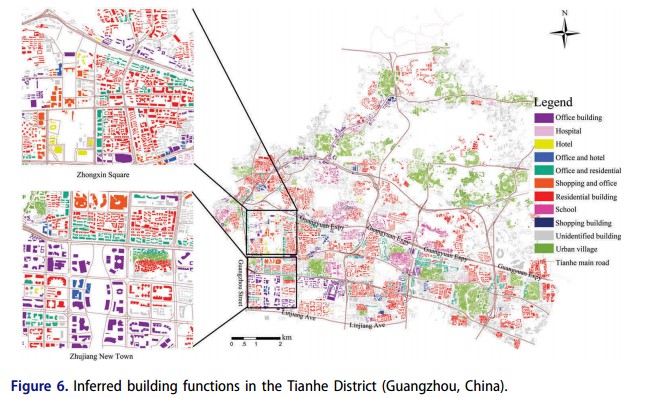 N
Legend
Office building
Hospital
Hotel
Office and hotel
Office and residential
Shopping and office
Residential building
School
Shopping building
Unidentified building
Urban village
Tianhe main road
Zhongxin Square
Zhujiang New Town
Guangyuan Expy
Guangyuan Expy
Guangyuan Expy
Guangyuan Expy
Guangzhou Street
Linjiang Ave
Linjiang Ave
0 .5 1 2 km
Figure 6. Inferred building functions in the Tianhe District (Guangzhou, China).